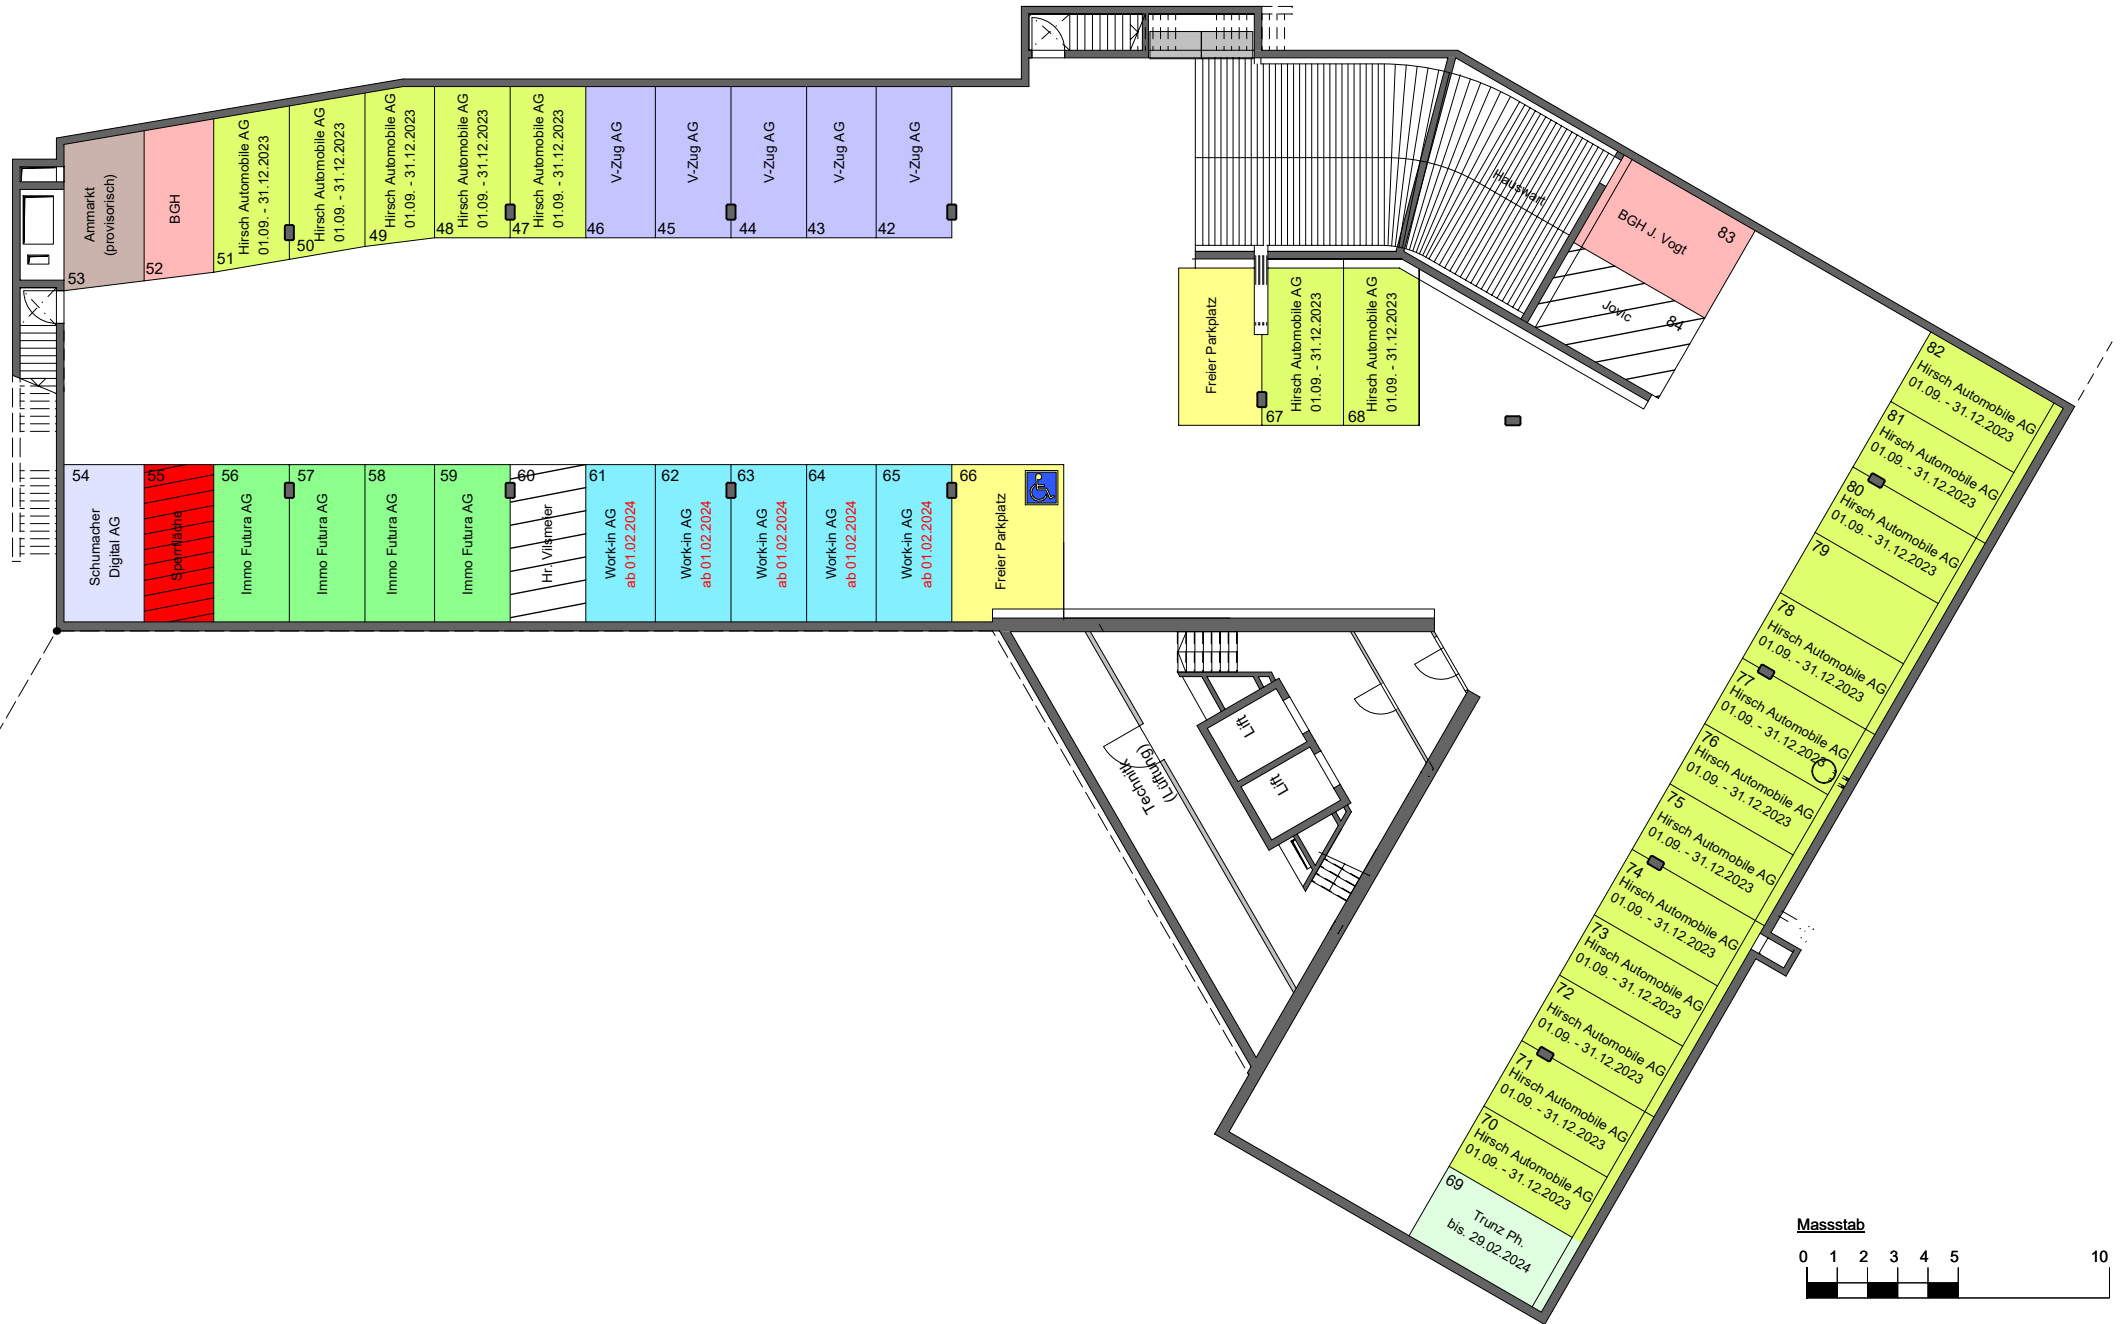 Ammarkt
(provisorisch)
53
BGH
52
Hirsch Automobile AG
01.09. - 31.12.2023
51
Hirsch Automobile AG
01.09. - 31.12.2023
50
Hirsch Automobile AG
01.09. - 31.12.2023
49
Hirsch Automobile AG
01.09. - 31.12.2023
48
Hirsch Automobile AG
01.09. - 31.12.2023
47
V-Zug AG
46
V-Zug AG
45
V-Zug AG
44
V-Zug AG
43
V-Zug AG
42
Hauswart
BGH J. Vogt
83
Jovic
84
Freier Parkplatz
Hirsch Automobile AG
01.09. - 31.12.2023
67
Hirsch Automobile AG
01.09. - 31.12.2023
68
54
Schumacher
Digital AG
55
Sperrfläche
56
Immo Futura AG
57
Immo Futura AG
58
Immo Futura AG
59
Immo Futura AG
60
Hr. Vilsmeier
61
Work-in AG
ab 01.02.2024
62
Work-in AG
ab 01.02.2024
63
Work-in AG
ab 01.02.2024
64
Work-in AG
ab 01.02.2024
65
Work-in AG
ab 01.02.2024
66
Freier Parkplatz
82
Hirsch Automobile AG
01.09. - 31.12.2023
81
Hirsch Automobile AG
01.09. - 31.12.2023
80
Hirsch Automobile AG
01.09. - 31.12.2023
79
78
Hirsch Automobile AG
01.09. - 31.12.2023
77
Hirsch Automobile AG
01.09. - 31.12.2023
76
Hirsch Automobile AG
01.09. - 31.12.2023
75
Hirsch Automobile AG
01.09. - 31.12.2023
74
Hirsch Automobile AG
01.09. - 31.12.2023
73
Hirsch Automobile AG
01.09. - 31.12.2023
72
Hirsch Automobile AG
01.09. - 31.12.2023
71
Hirsch Automobile AG
01.09. - 31.12.2023
70
Hirsch Automobile AG
01.09. - 31.12.2023
69
Trunz Ph.
bis. 29.02.2024
Lift
Lift
Technik
(Lüftung)
Massstab
0 1 2 3 4 5 10